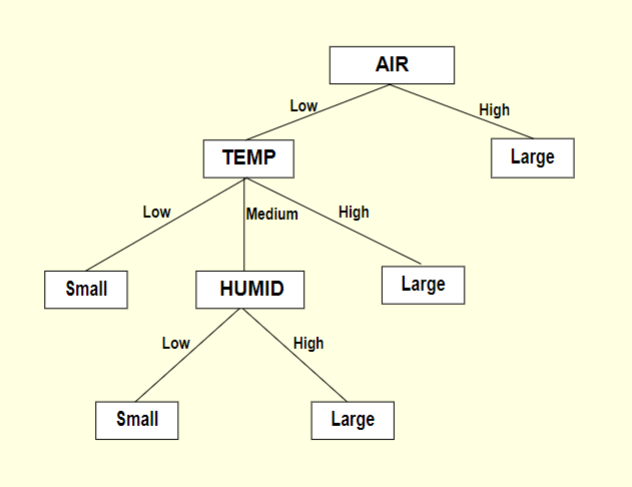 AIR
Low
High
TEMP
Large
Low
Medium
High
Small
HUMID
Large
Low
High
Small
Large